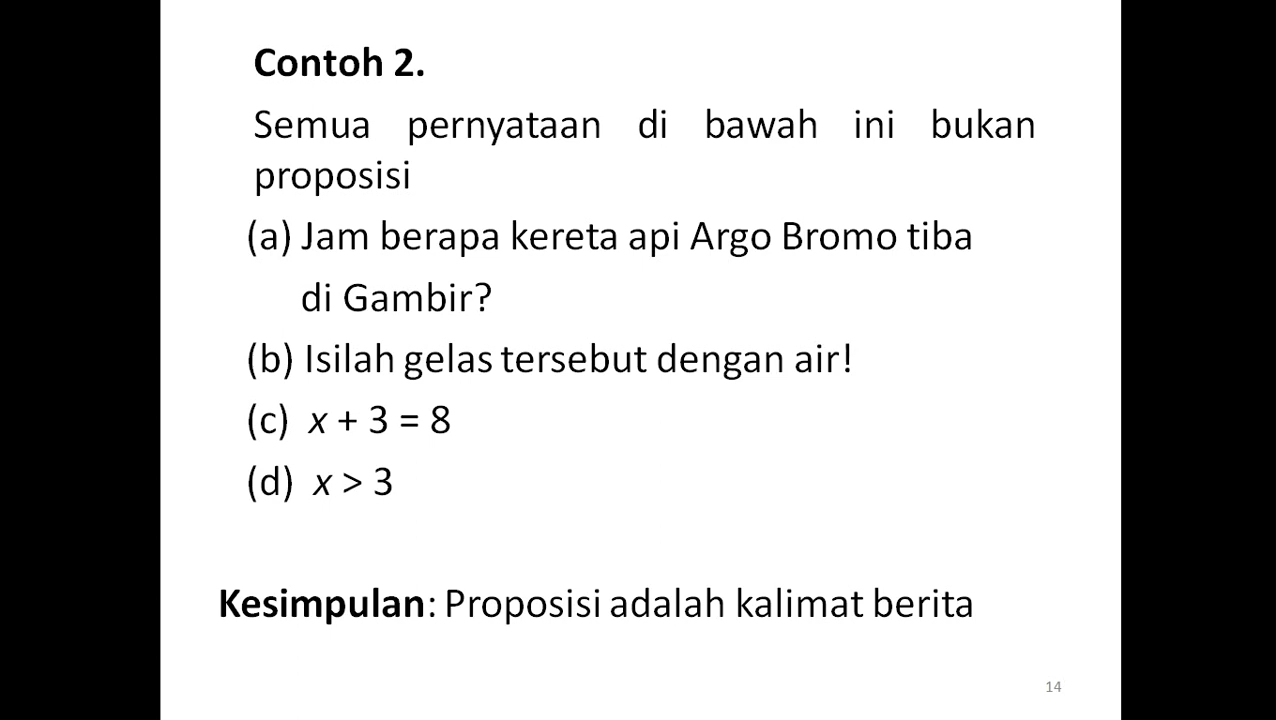 Contoh 2.
Semua pernyataan di bawah ini bukan
proposisi
(a) Jam berapa kereta api Argo Bromo tiba
di Gambir?
(b) Isilah gelas tersebut dengan air!
(c) x + 3 = 8
(d) x > 3
Kesimpulan: Proposisi adalah kalimat berita
14